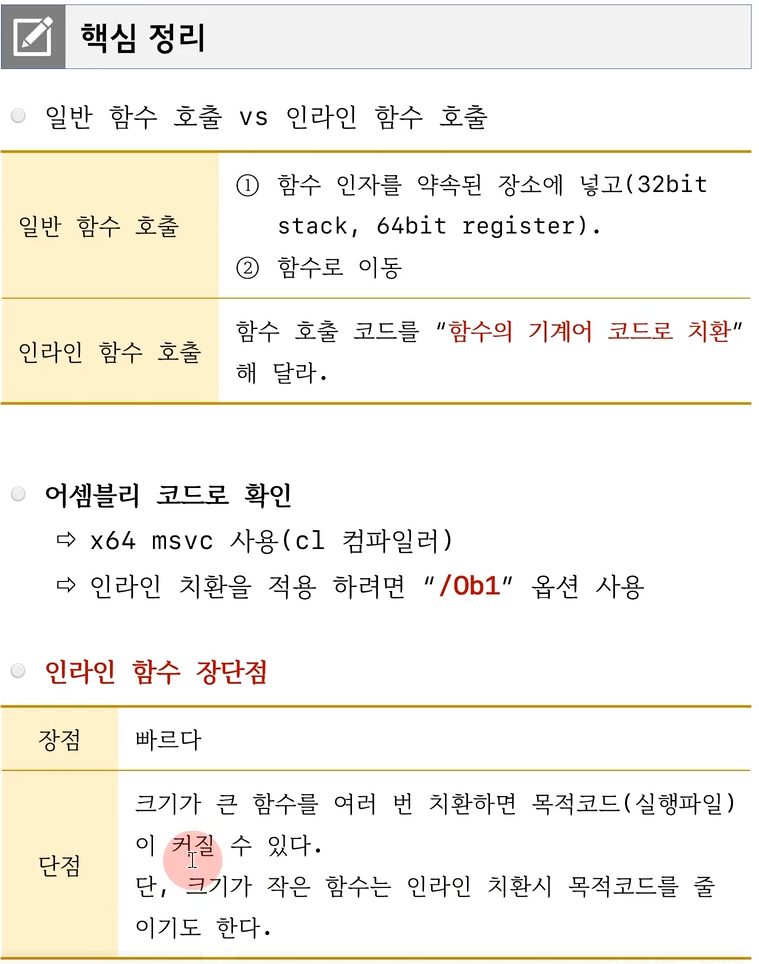 핵심 정리
일반 함수 호출 vs 인라인 함수 호출
일반 함수 호출
① 함수 인자를 약속된 장소에 넣고(32bit
stack, 64bit register).
② 함수로 이동
인라인 함수 호출
함수 호출 코드를 "함수의 기계어 코드로 치환"
해 달라.
어셈블리 코드로 확인
⇨ x64 msvc 사용(cl 컴파일러)
⇨ 인라인 치환을 적용 하려면 "/Ob1" 옵션 사용
인라인 함수 장단점
장점
빠르다
단점
크기가 큰 함수를 여러 번 치환하면 목적코드(실행파일)
이 커질 수 있다.
단, 크기가 작은 함수는 인라인 치환시 목적코드를 줄
이기도 한다.